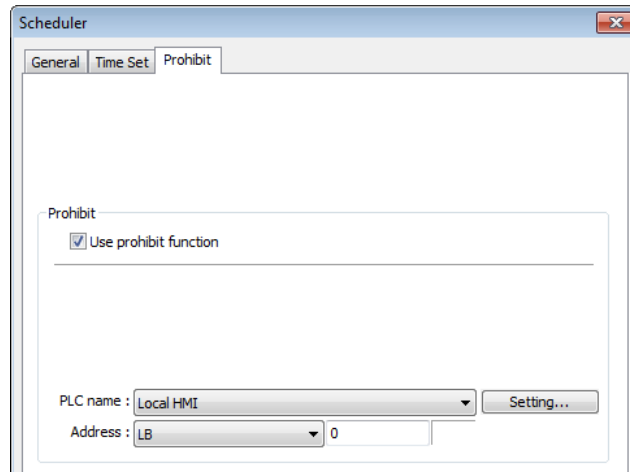 Scheduler
General Time Set Prohibit
Prohibit
Use prohibit function
PLC name : Local HMI Setting...
Address : LB 0